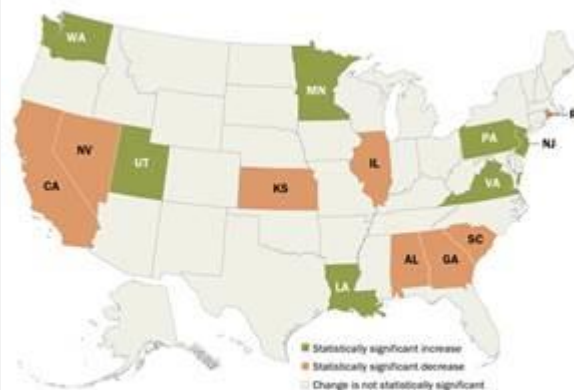 WA
MN
PA
NJ
NV
UT
IL
VA
CA
KS
SC
AL
GA
LA
Statistically significant increase
Statistically significant decrease
Change is not statistically significant